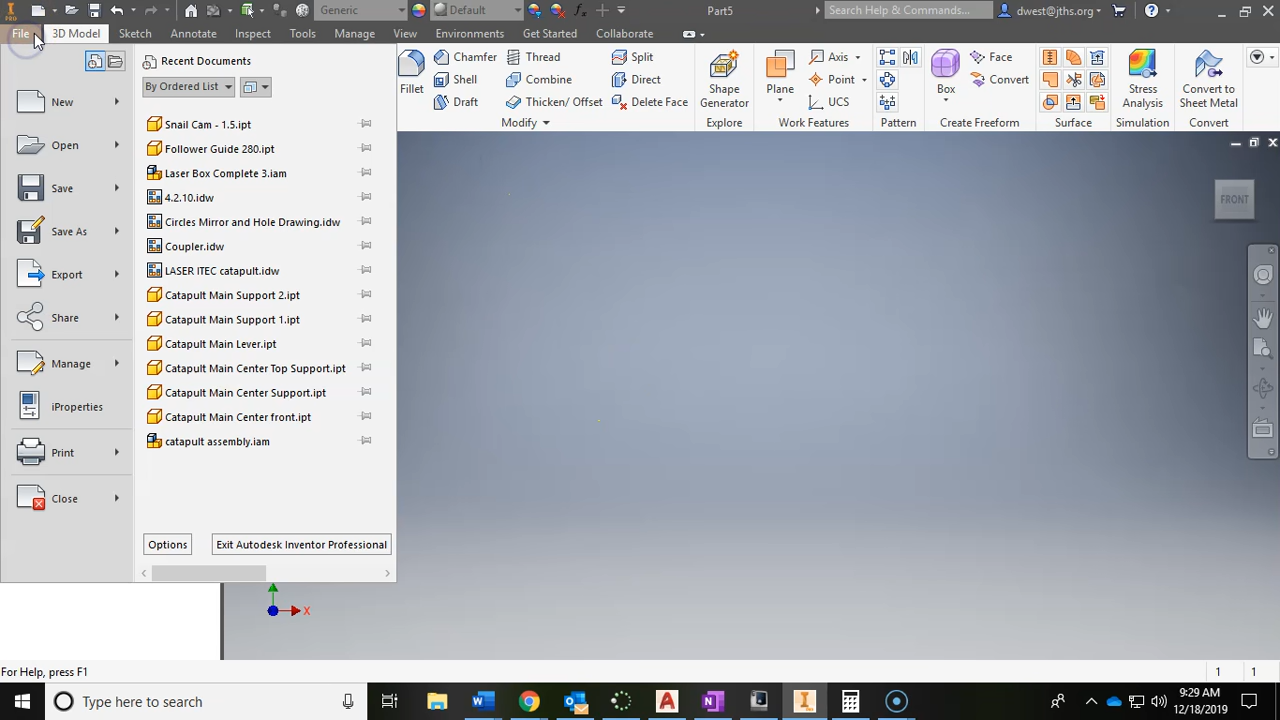 PRO
Generic
Default
Part5
Search Help & Commands...
dwest@jths.org
File
3D Model
Sketch
Annotate
Inspect
Tools
Manage
View
Environments
Get Started
Collaborate
Recent Documents
By Ordered List
New
Open
Save
Save As
Export
Share
Manage
iProperties
Print
Close
Snail Cam - 1.5.ipt
Follower Guide 280.ipt
Laser Box Complete 3.iam
4.2.10.idw
Circles Mirror and Hole Drawing.idw
Coupler.idw
LASER ITEC catapult.idw
Catapult Main Support 2.ipt
Catapult Main Support 1.ipt
Catapult Main Lever.ipt
Catapult Main Center Top Support.ipt
Catapult Main Center Support.ipt
Catapult Main Center front.ipt
catapult assembly.iam
Options
Exit Autodesk Inventor Professional
Fillet
Chamfer
Shell
Draft
Thread
Combine
Thicken/ Offset
Split
Direct
Delete Face
Modify
Shape
Generator
Explore
Plane
Axis
Point
UCS
Work Features
Pattern
Box
Face
Convert
Create Freeform
Surface
Stress
Analysis
Simulation
Convert to
Sheet Metal
Convert
FRONT
X
For Help, press F1
1
1
Type here to search
9:29 AM
12/18/2019